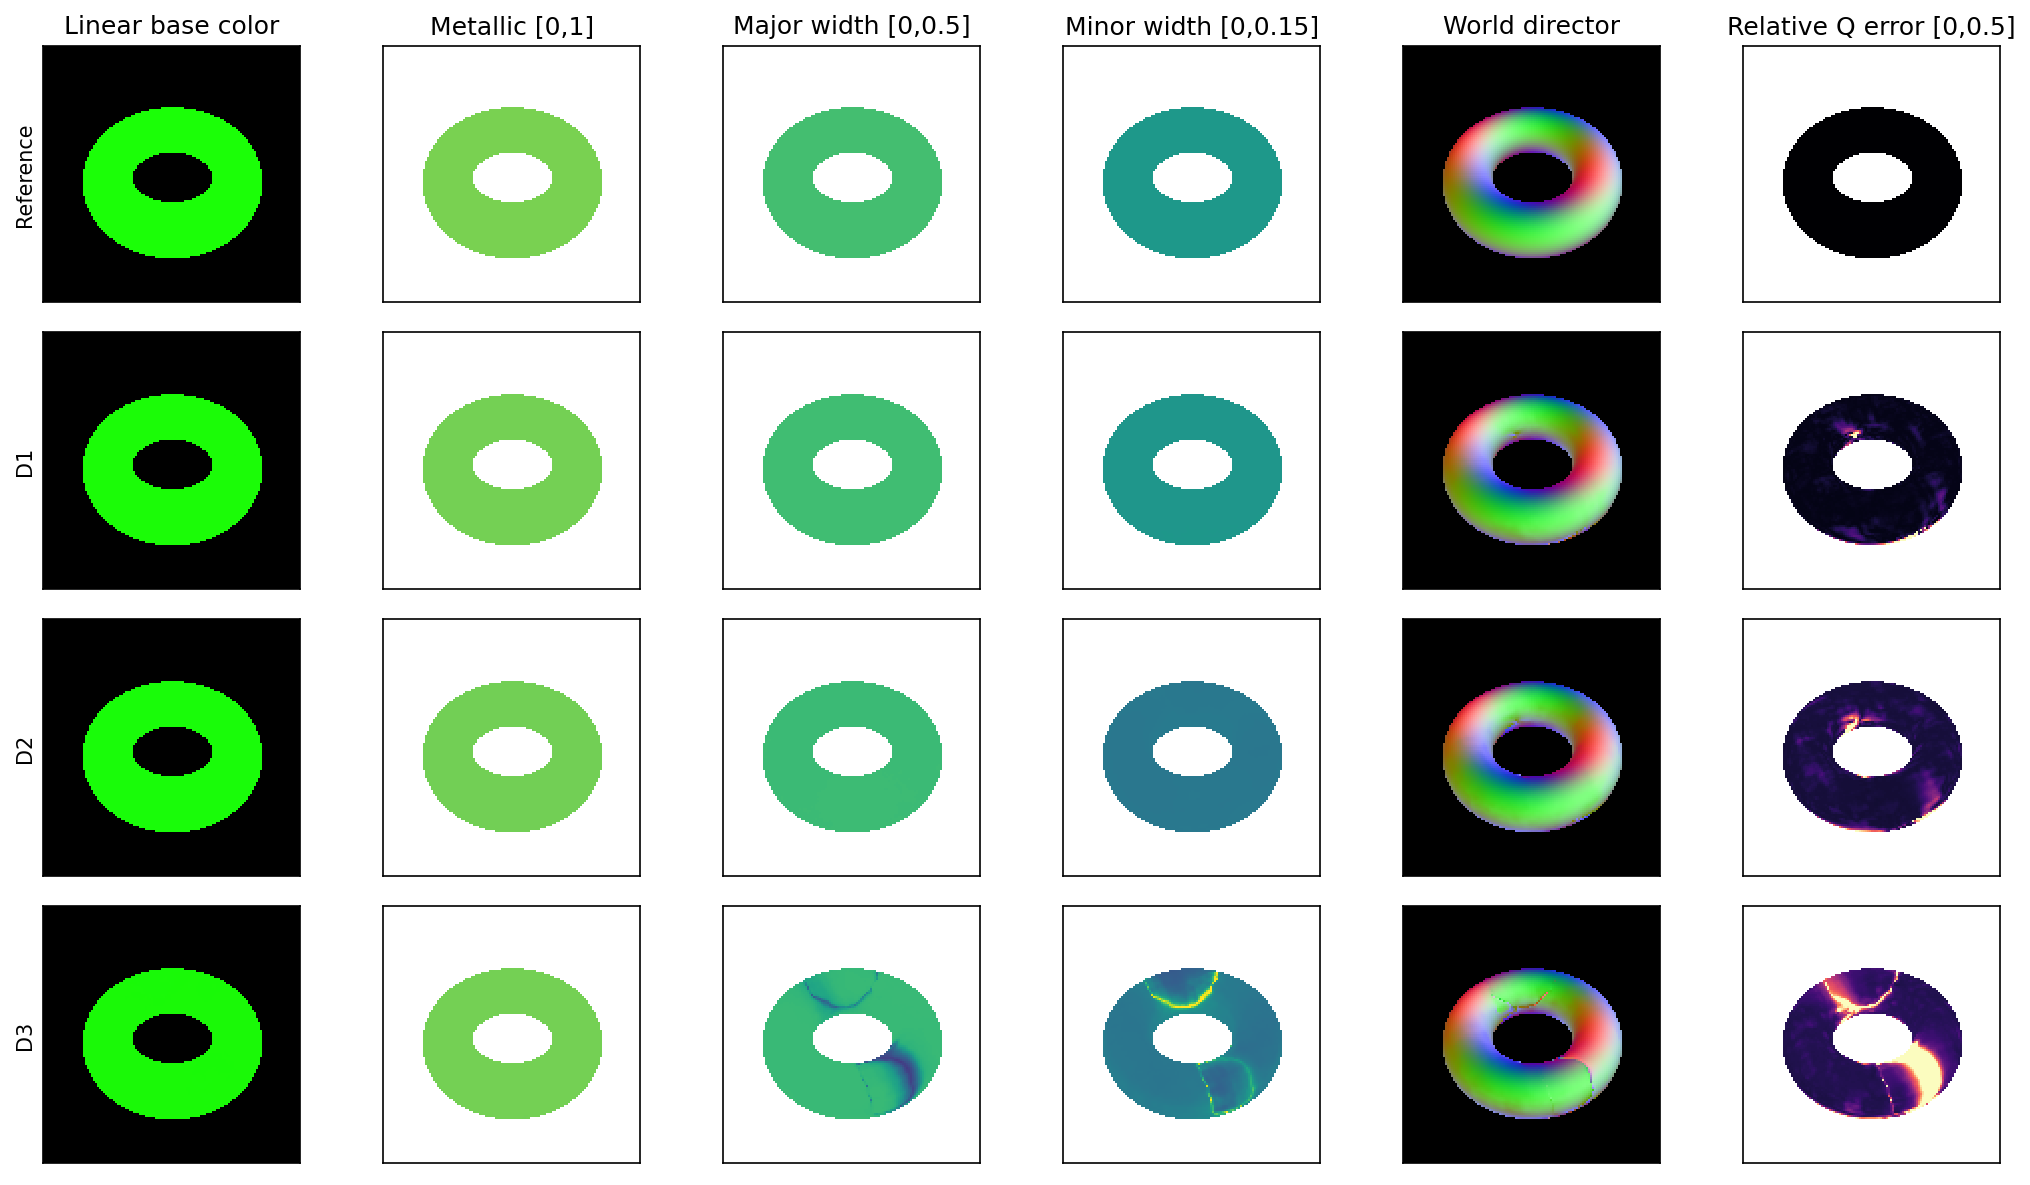 Linear base color
Metallic [0,1]
Major width [0,0.5]
Minor width [0,0.15]
World director
Relative Q error [0,0.5]
Reference
D1
D2
D3